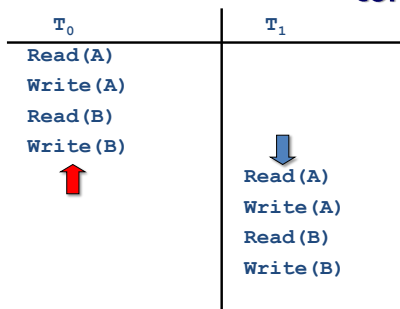 T₀ T₁
Read(A)
Write(A)
Read(B)
Write(B)
Read(A)
Write(A)
Read(B)
Write(B)